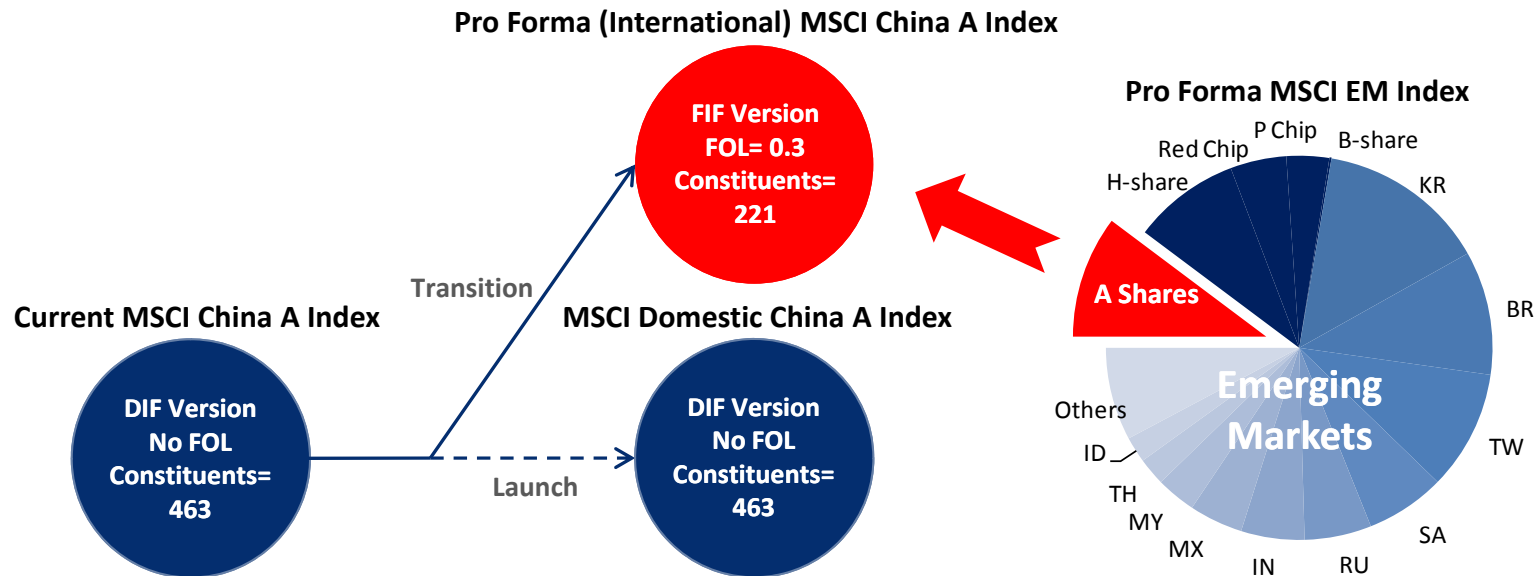 Pro Forma (International) MSCI China A Index
FIF Version
FOL= 0.3
Constituents=
221
Transition
Current MSCI China A Index
DIF Version
No FOL
Constituents=
463
Launch
MSCI Domestic China A Index
DIF Version
No FOL
Constituents=
463
Pro Forma MSCI EM Index
P Chip
B-share
Red Chip
H-share
KR
A Shares
BR
Emerging
Markets
Others
ID
TW
TH
MY
MX
IN
RU
SA